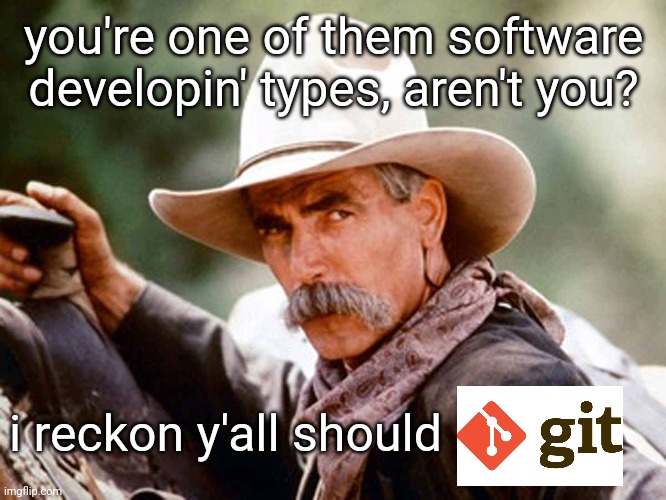 you're one of them software
developin' types, aren't you?
i reckon y'all should git
imgflip.com